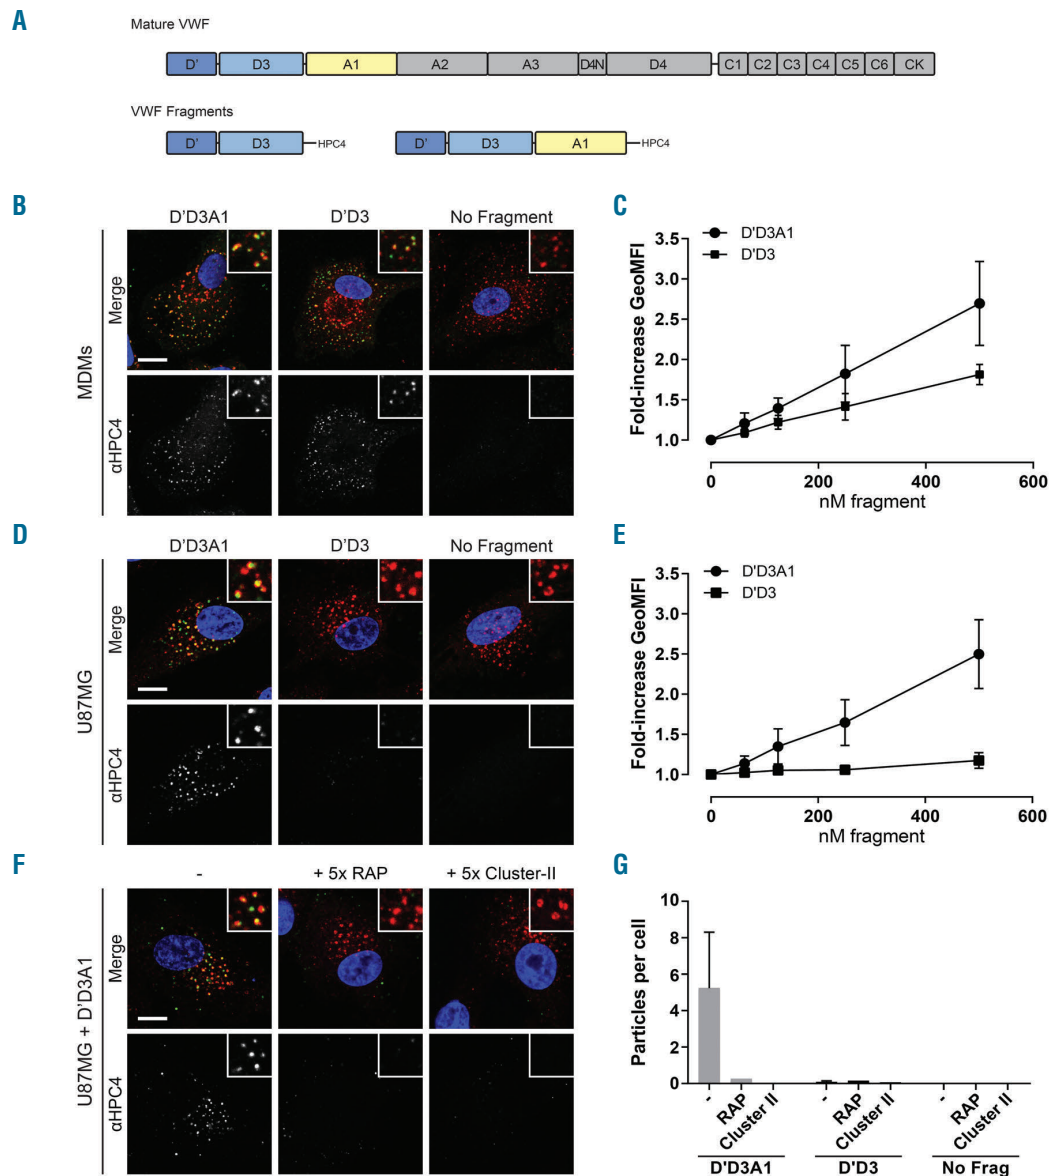 A
Mature VWF
D' D3 A1 A2 A3 D4N D4 C1 C2 C3 C4 C5 C6 CK
VWF Fragments
D' D3 HPC4 D' D3 A1 HPC4
B
D'D3A1 D'D3 No Fragment
MDMs
Merge
αHPC4
C
D'D3A1
D'D3
Fold-increase GeoMFI
3.5
3.0
2.5
2.0
1.5
1.0
0 200 400 600
nM fragment
D
D'D3A1 D'D3 No Fragment
U87MG
Merge
αHPC4
E
D'D3A1
D'D3
Fold-increase GeoMFI
3.5
3.0
2.5
2.0
1.5
1.0
0 200 400 600
nM fragment
F
- + 5x RAP + 5x Cluster-II
U87MG + D'D3A1
Merge
αHPC4
G
Particles per cell
10
8
6
4
2
0
- RAP Cluster II - RAP Cluster II - RAP Cluster II
D'D3A1 D'D3 No Frag